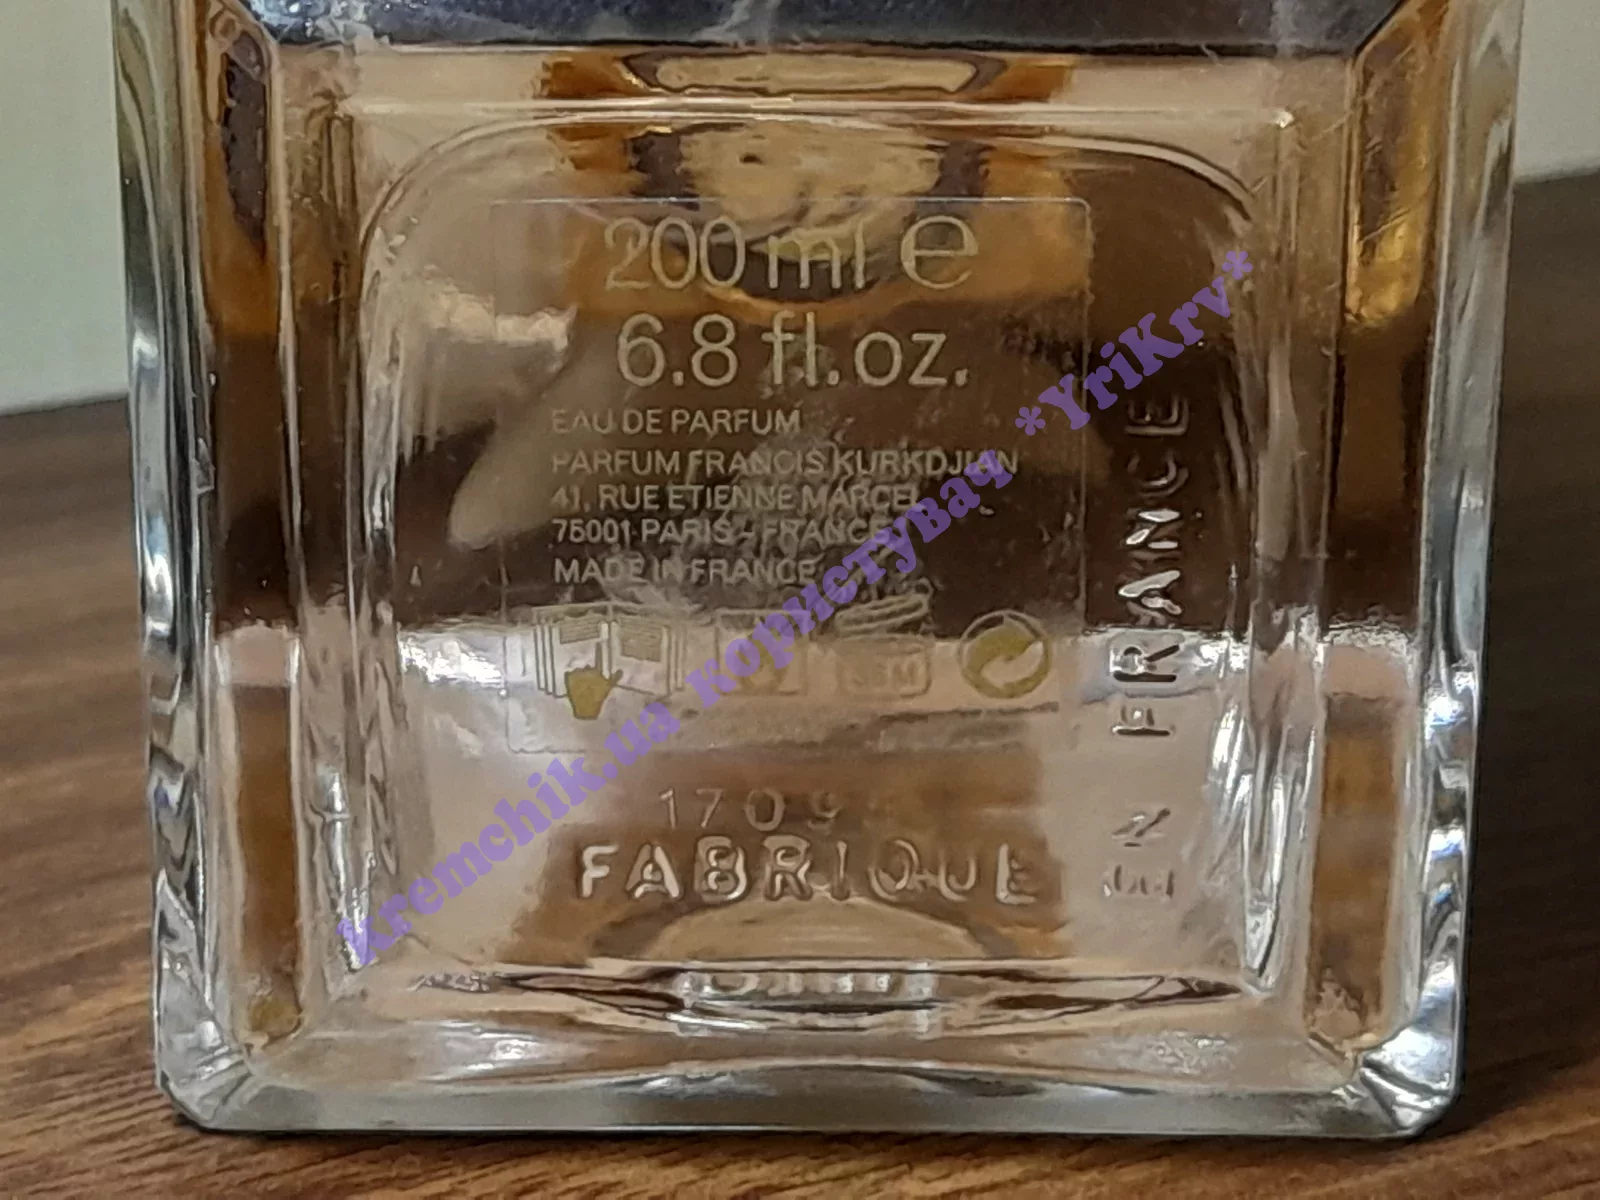 200 ml e
6.8 fl.oz.
EAU DE PARFUM
PARFUM FRANCIS KURKDJIAN
41, RUE ETIENNE MARCEL
75001 PARIS - FRANCE
MADE IN FRANCE
1709
FABRIQUE
EN FRANCE
kremchik.ua користувач *YriKrv*